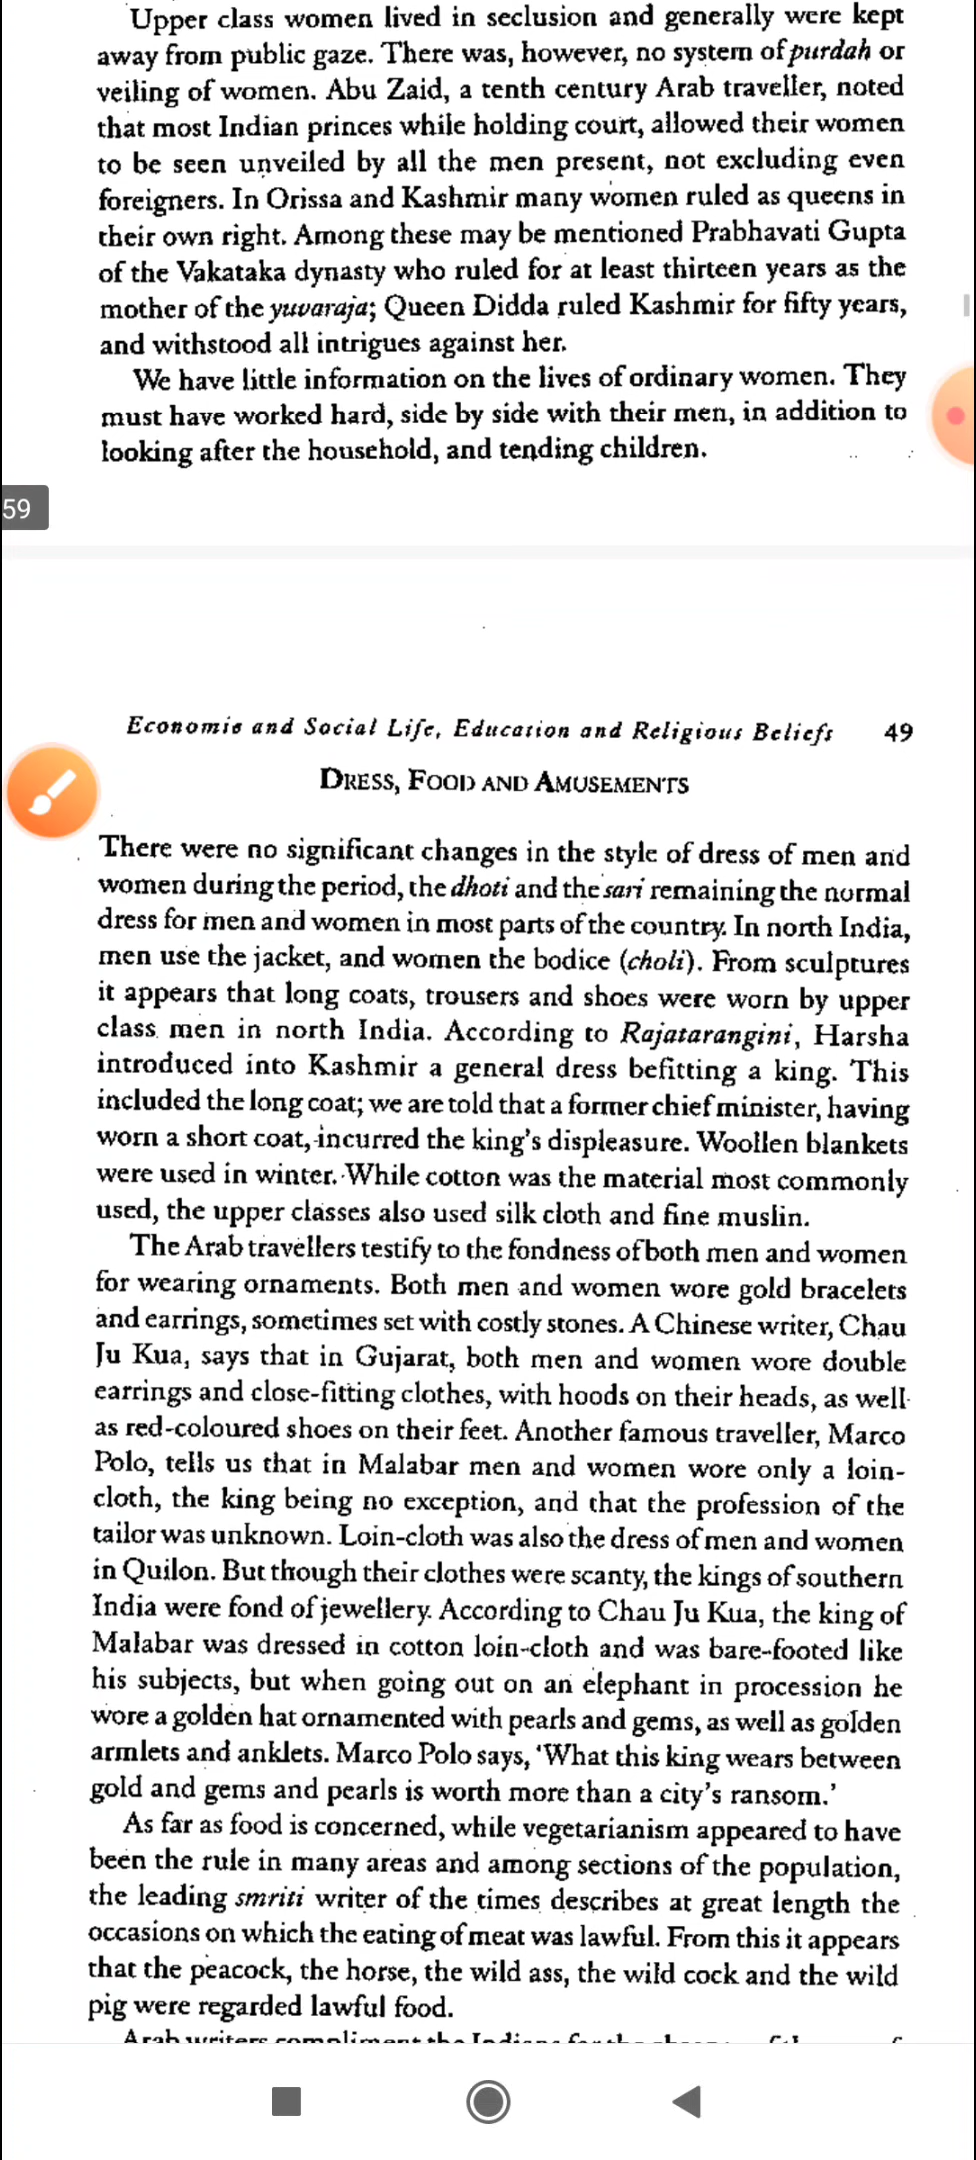 Upper class women lived in seclusion and generally were kept
away from public gaze. There was, however, no system of purdah or
veiling of women. Abu Zaid, a tenth century Arab traveller, noted
that most Indian princes while holding court, allowed their women
to be seen unveiled by all the men present, not excluding even
foreigners. In Orissa and Kashmir many women ruled as queens in
their own right. Among these may be mentioned Prabhavati Gupta
of the Vakataka dynasty who ruled for at least thirteen years as the
mother of the yuvaraja; Queen Didda ruled Kashmir for fifty years,
and withstood all intrigues against her.
We have little information on the lives of ordinary women. They
must have worked hard, side by side with their men, in addition to
looking after the household, and tending children.
59
Economic and Social Life, Education and Religious Beliefs 49
DRESS, FOOD AND AMUSEMENTS
There were no significant changes in the style of dress of men and
women during the period, the dhoti and the sari remaining the normal
dress for men and women in most parts of the country. In north India,
men use the jacket, and women the bodice (choli). From sculptures
it appears that long coats, trousers and shoes were worn by upper
class men in north India. According to Rajatarangini, Harsha
introduced into Kashmir a general dress befitting a king. This
included the long coat; we are told that a former chief minister, having
worn a short coat, incurred the king's displeasure. Woollen blankets
were used in winter. While cotton was the material most commonly
used, the upper classes also used silk cloth and fine muslin.
The Arab travellers testify to the fondness of both men and women
for wearing ornaments. Both men and women wore gold bracelets
and earrings, sometimes set with costly stones. A Chinese writer, Chau
Ju Kua, says that in Gujarat, both men and women wore double
earrings and close-fitting clothes, with hoods on their heads, as well
as red-coloured shoes on their feet. Another famous traveller, Marco
Polo, tells us that in Malabar men and women wore only a loin-
cloth, the king being no exception, and that the profession of the
tailor was unknown. Loin-cloth was also the dress of men and women
in Quilon. But though their clothes were scanty, the kings of southern
India were fond of jewellery. According to Chau Ju Kua, the king of
Malabar was dressed in cotton loin-cloth and was bare-footed like
his subjects, but when going out on an elephant in procession he
wore a golden hat ornamented with pearls and gems, as well as golden
armlets and anklets. Marco Polo says, 'What this king wears between
gold and gems and pearls is worth more than a city's ransom.'
As far as food is concerned, while vegetarianism appeared to have
been the rule in many areas and among sections of the population,
the leading smriti writer of the times describes at great length the
occasions on which the eating of meat was lawful. From this it appears
that the peacock, the horse, the wild ass, the wild cock and the wild
pig were regarded lawful food.
Arab writers compliment the Indians for the